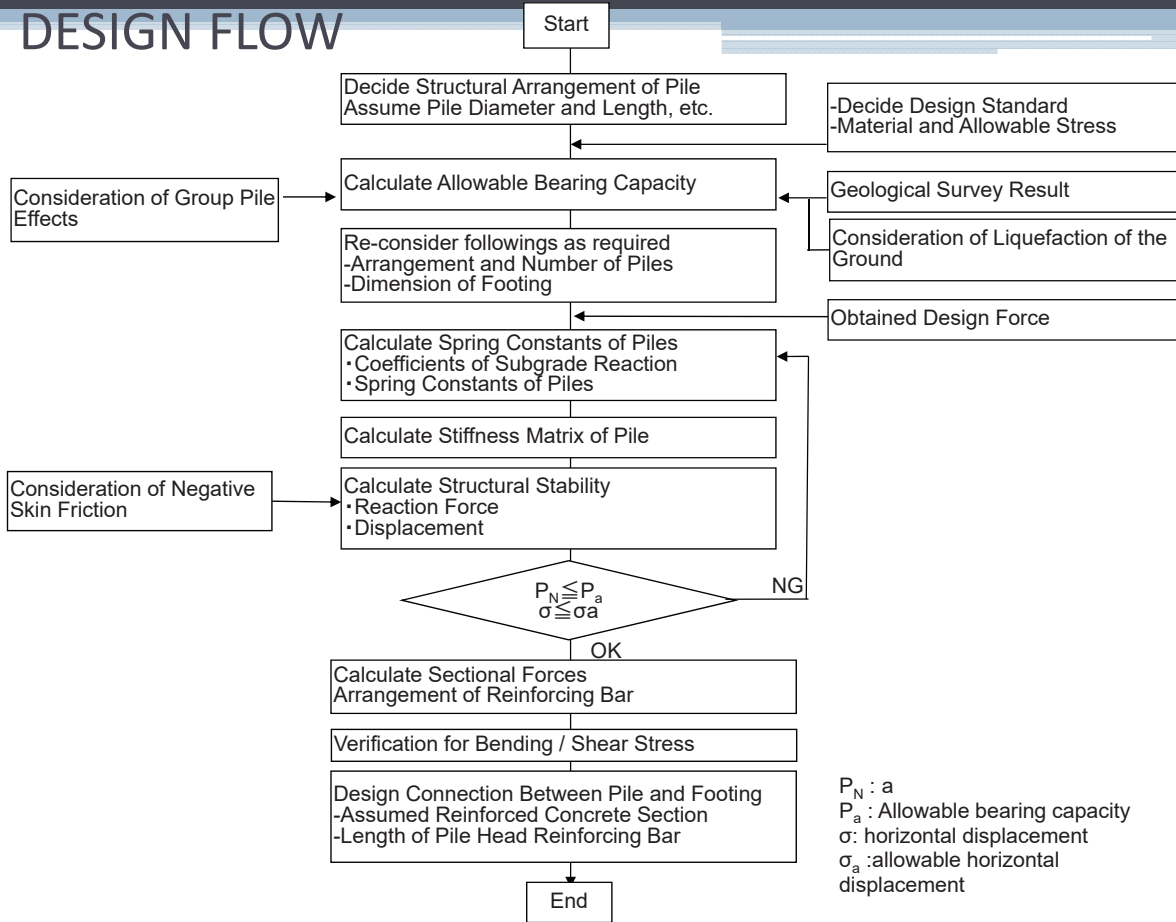 DESIGN FLOW
Start
Decide Structural Arrangement of Pile
Assume Pile Diameter and Length, etc.
-Decide Design Standard
-Material and Allowable Stress
Consideration of Group Pile
Effects
Calculate Allowable Bearing Capacity
Geological Survey Result
Consideration of Liquefaction of the
Ground
Re-consider followings as required
-Arrangement and Number of Piles
-Dimension of Footing
Obtained Design Force
Calculate Spring Constants of Piles
・Coefficients of Subgrade Reaction
・Spring Constants of Piles
Calculate Stiffness Matrix of Pile
Consideration of Negative
Skin Friction
Calculate Structural Stability
・Reaction Force
・Displacement
P_N≦P_a
σ≦σa
NG
OK
Calculate Sectional Forces
Arrangement of Reinforcing Bar
Verification for Bending / Shear Stress
Design Connection Between Pile and Footing
-Assumed Reinforced Concrete Section
-Length of Pile Head Reinforcing Bar
End
P_N : a
P_a : Allowable bearing capacity
σ: horizontal displacement
σ_a :allowable horizontal
displacement